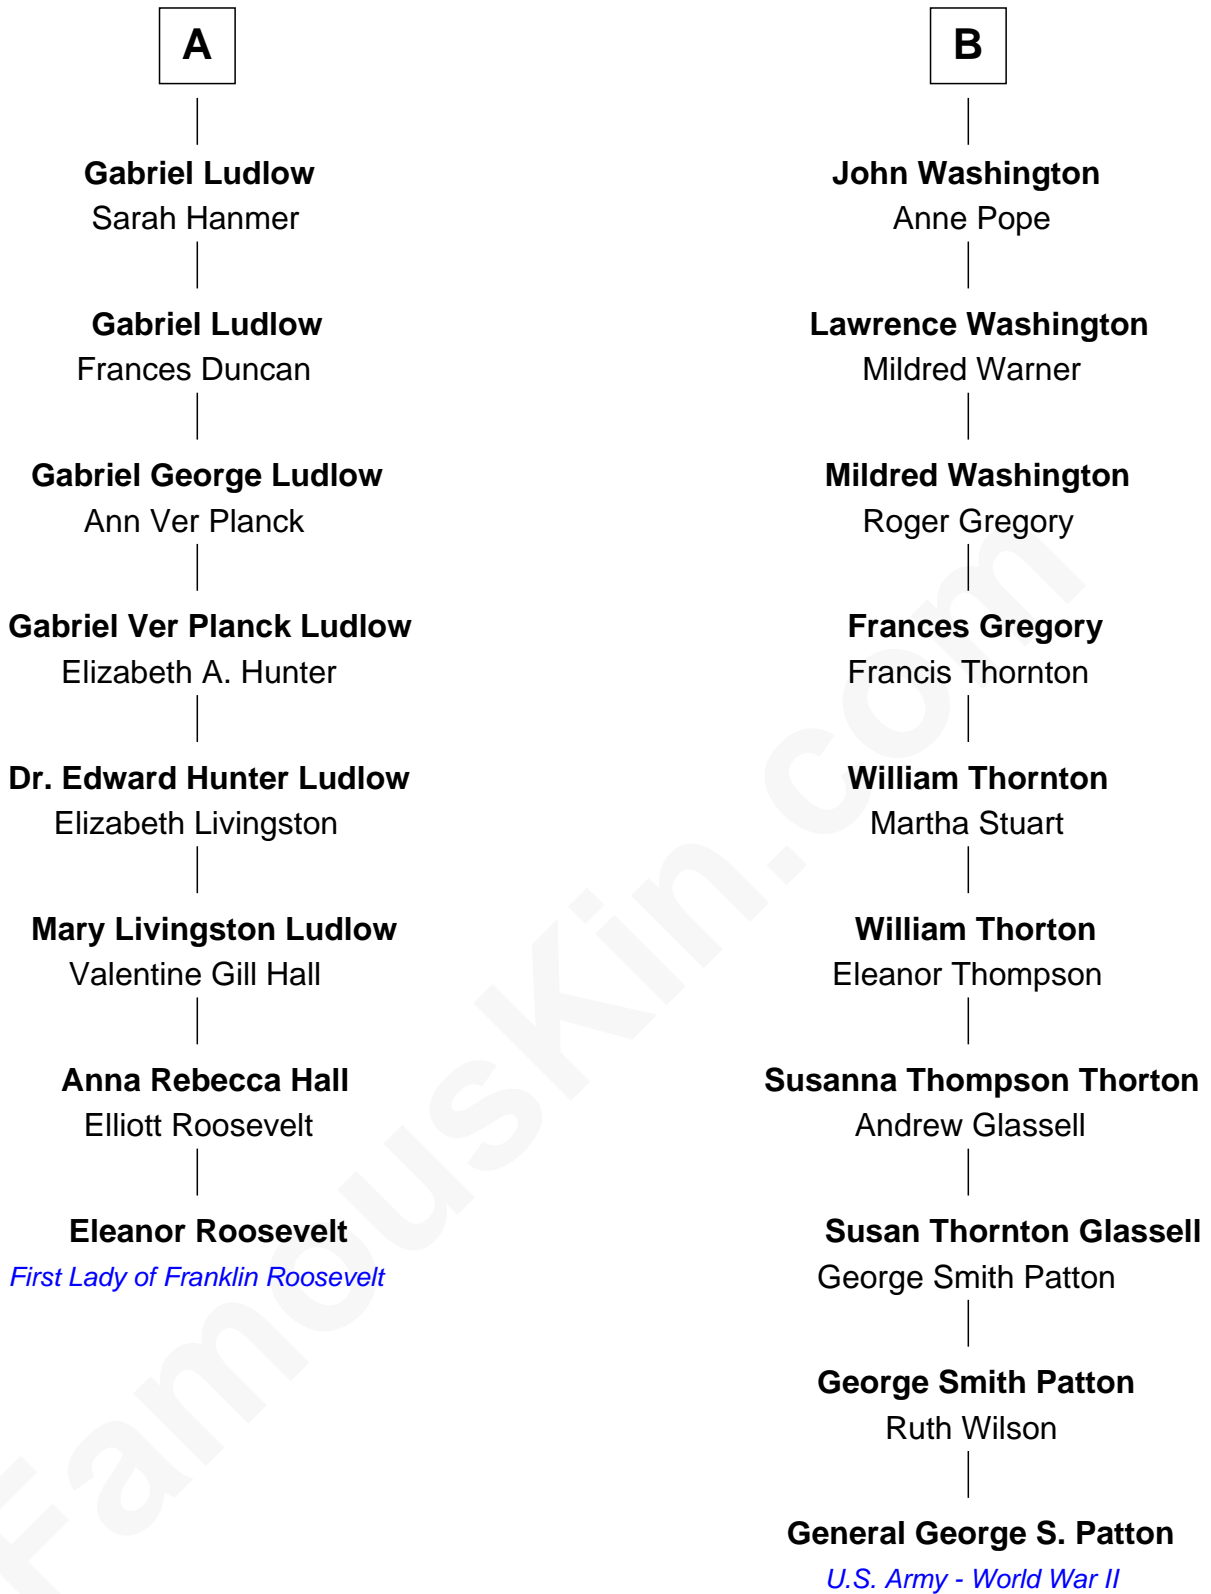 A
Gabriel Ludlow
Sarah Hanmer
Gabriel Ludlow
Frances Duncan
Gabriel George Ludlow
Ann Ver Planck
Gabriel Ver Planck Ludlow
Elizabeth A. Hunter
Dr. Edward Hunter Ludlow
Elizabeth Livingston
Mary Livingston Ludlow
Valentine Gill Hall
Anna Rebecca Hall
Elliott Roosevelt
Eleanor Roosevelt
First Lady of Franklin Roosevelt
B
John Washington
Anne Pope
Lawrence Washington
Mildred Warner
Mildred Washington
Roger Gregory
Frances Gregory
Francis Thornton
William Thornton
Martha Stuart
William Thorton
Eleanor Thompson
Susanna Thompson Thorton
Andrew Glassell
Susan Thornton Glassell
George Smith Patton
George Smith Patton
Ruth Wilson
General George S. Patton
U.S. Army - World War II
FamousKin.com